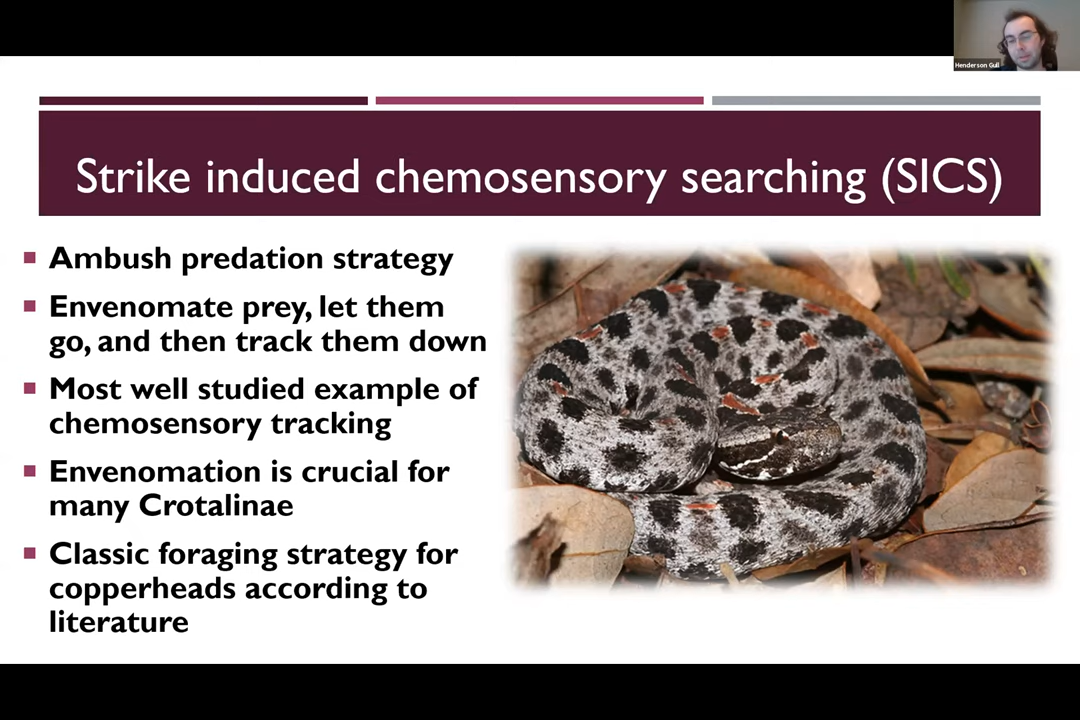 Henderson Gull
Strike induced chemosensory searching (SICS)
Ambush predation strategy
Envenomate prey, let them
go, and then track them down
Most well studied example of
chemosensory tracking
Envenomation is crucial for
many Crotalinae
Classic foraging strategy for
copperheads according to
literature